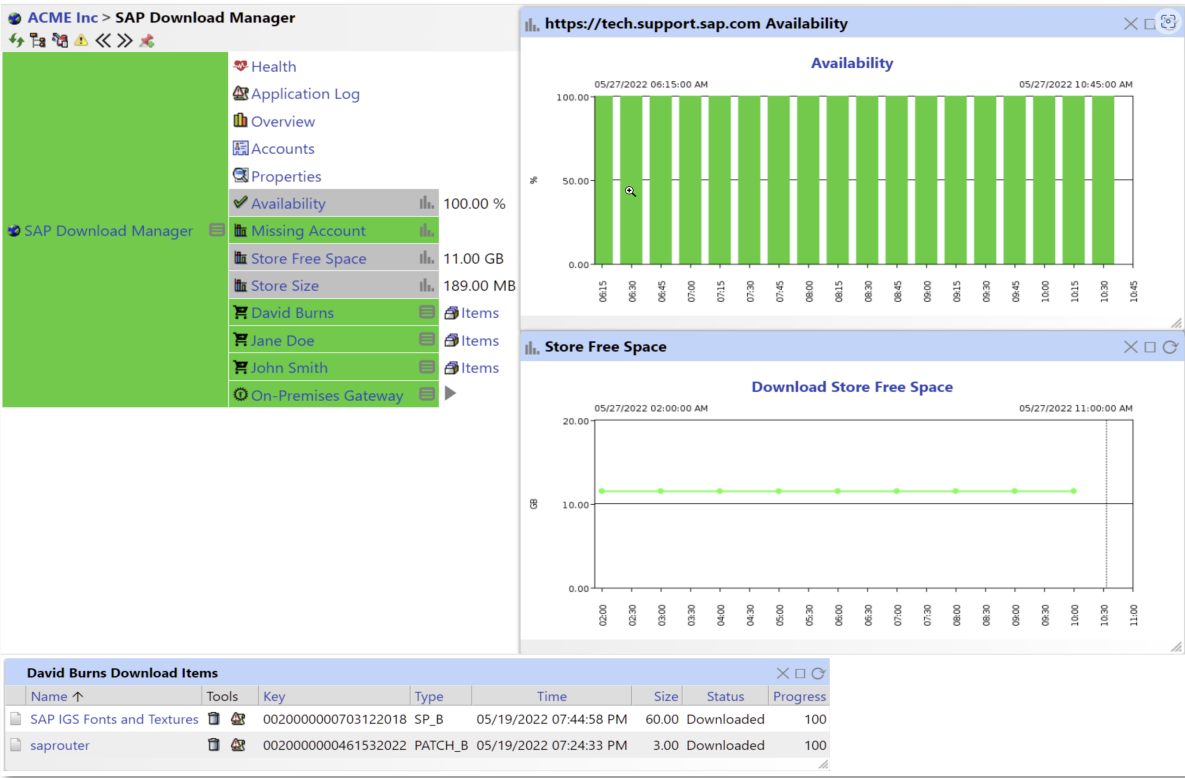 ACME Inc > SAP Download Manager
Health
Application Log
Overview
Accounts
Properties
Availability 100.00 %
SAP Download Manager
Missing Account
Store Free Space 11.00 GB
Store Size 189.00 MB
David Burns Items
Jane Doe Items
John Smith Items
On-Premises Gateway
https://tech.support.sap.com Availability
Availability
05/27/2022 06:15:00 AM 05/27/2022 10:45:00 AM
100.00
%
50.00
0.00
06:15 06:30 06:45 07:00 07:15 07:30 07:45 08:00 08:15 08:30 08:45 09:00 09:15 09:30 09:45 10:00 10:15 10:30 10:45
Store Free Space
Download Store Free Space
05/27/2022 02:00:00 AM 05/27/2022 11:00:00 AM
20.00
GB
10.00
0.00
02:00 02:30 03:00 03:30 04:00 04:30 05:00 05:30 06:00 06:30 07:00 07:30 08:00 08:30 09:00 09:30 10:00 10:30 11:00
David Burns Download Items
Name Tools Key Type Time Size Status Progress
SAP IGS Fonts and Textures 0020000000703122018 SP_B 05/19/2022 07:44:58 PM 60.00 Downloaded 100
saprouter 0020000000461532022 PATCH_B 05/19/2022 07:24:33 PM 3.00 Downloaded 100